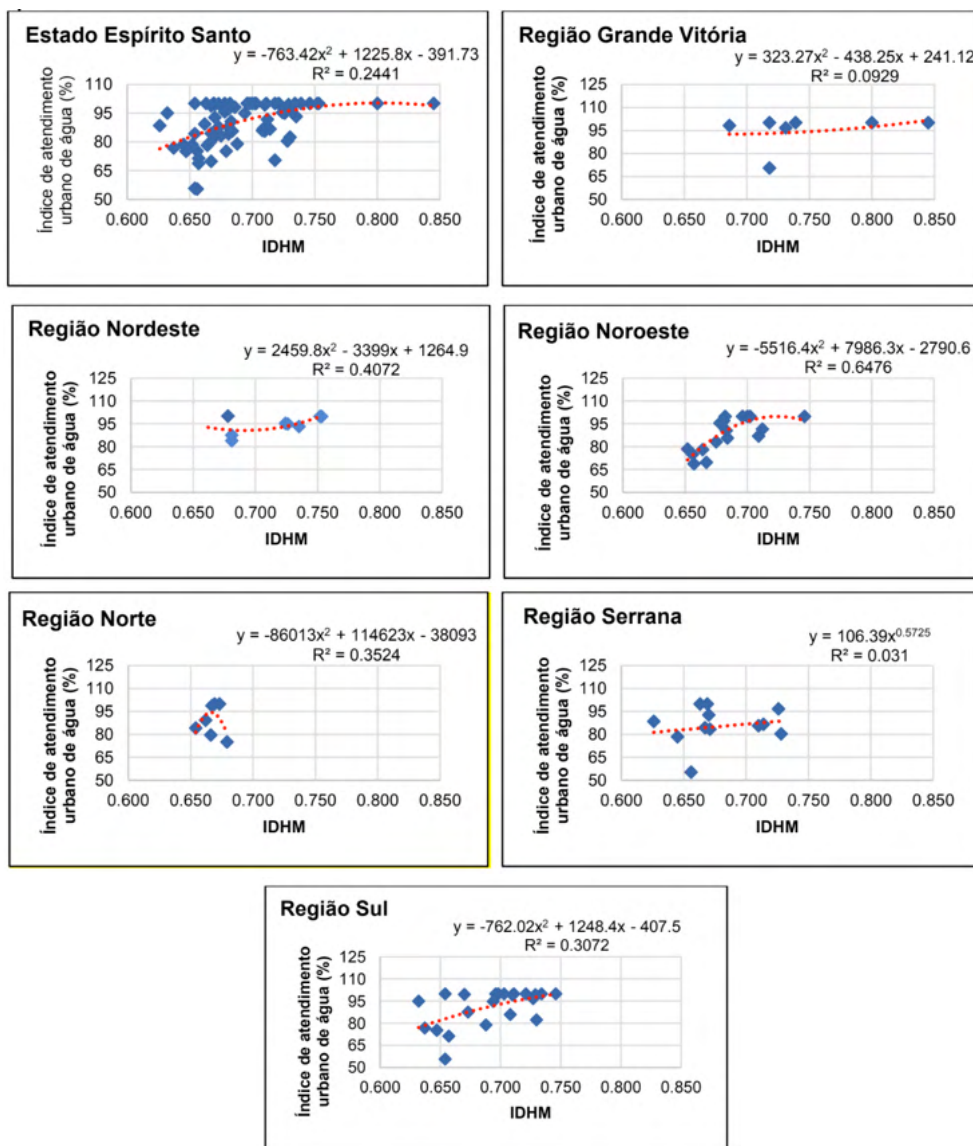 Estado Espírito Santo
y = -763.42x² + 1225.8x - 391.73
R² = 0.2441
Índice de atendimento
urbano de água (%)
110
95
80
65
50
0.600 0.650 0.700 0.750 0.800 0.850
IDHM
Região Grande Vitória
y = 323.27x² - 438.25x + 241.12
R² = 0.0929
Índice de atendimento
urbano de água (%)
125
110
95
80
65
50
0.600 0.650 0.700 0.750 0.800 0.850
IDHM
Região Nordeste
y = 2459.8x² - 3399x + 1264.9
R² = 0.4072
Índice de atendimento
urbano de água (%)
125
110
95
80
65
50
0.600 0.650 0.700 0.750 0.800 0.850
IDHM
Região Noroeste
y = -5516.4x² + 7986.3x - 2790.6
R² = 0.6476
Índice de atendimento
urbano de água (%)
125
110
95
80
65
50
0.600 0.650 0.700 0.750 0.800 0.850
IDHM
Região Norte
y = -86013x² + 114623x - 38093
R² = 0.3524
Índice de atendimento
urbano de água (%)
125
110
95
80
65
50
0.600 0.650 0.700 0.750 0.800 0.850
IDHM
Região Serrana
y = 106.39x⁰·⁵⁷²⁵
R² = 0.031
Índice de atendimento
urbano de água (%)
125
110
95
80
65
50
0.600 0.650 0.700 0.750 0.800 0.850
IDHM
Região Sul
y = -762.02x² + 1248.4x - 407.5
R² = 0.3072
Índice de atendimento
urbano de água (%)
125
110
95
80
65
50
0.600 0.650 0.700 0.750 0.800 0.850
IDHM